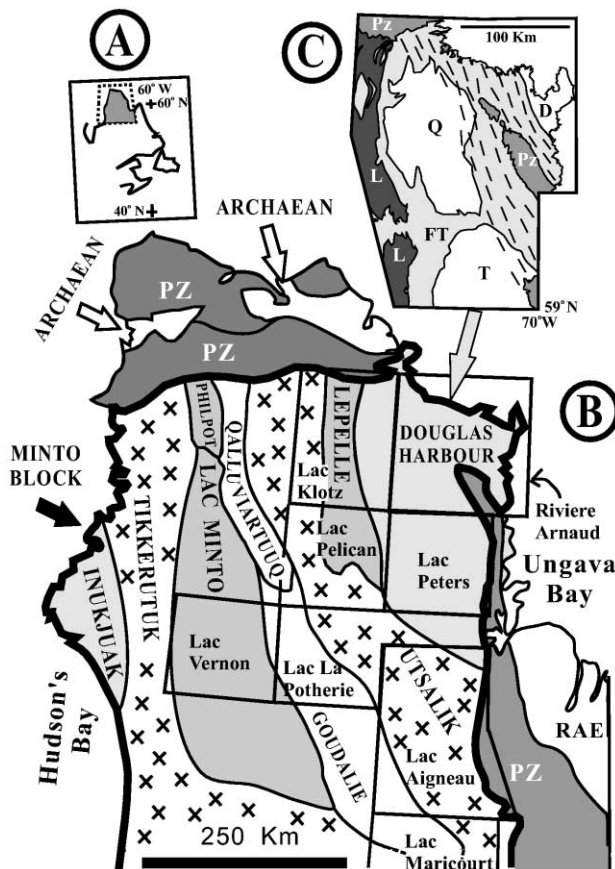 A
60° W
+60° N
40° N +
C
Pz
100 Km
Q
D
Pz
L
FT
L
T
59° N
70° W
ARCHAEAN
ARCHAEAN
PZ
PZ
B
MINTO
BLOCK
PHILPOT
LAC MINTO
QALLUVIARTUUQ
LEPELLE
DOUGLAS
HARBOUR
Lac
Klotz
Riviere
Arnaud
TIKKERUTUK
Lac
Pelican
Lac
Peters
Ungava
Bay
INUKJUAK
Lac
Vernon
Lac La
Potherie
UTSALIK
Hudson's
Bay
GOUDALIE
RAE
Lac
Aigneau
PZ
250 Km
Lac
Maricourt